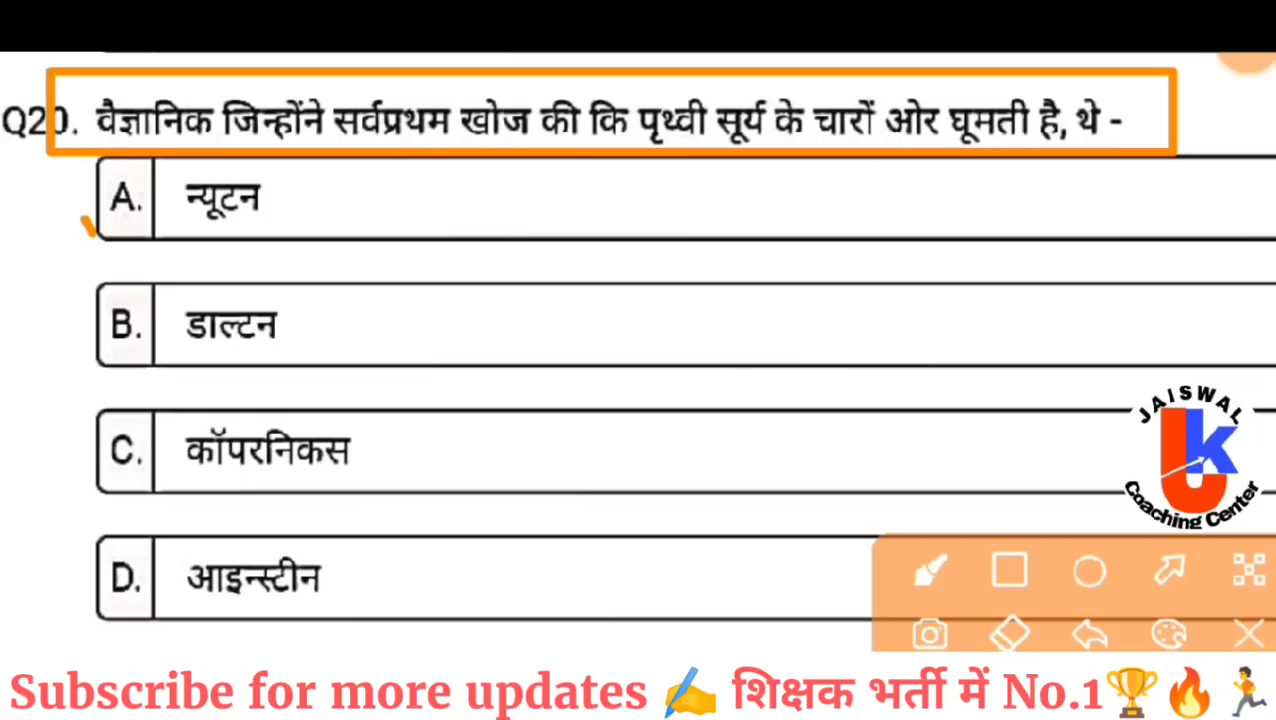 Q20. वैज्ञानिक जिन्होंने सर्वप्रथम खोज की कि पृथ्वी सूर्य के चारों ओर घूमती है, थे -
A. न्यूटन
B. डाल्टन
C. कॉपरनिकस
D. आइन्स्टीन
JAISWAL
Jk
Coaching Center
Subscribe for more updates ✍️ शिक्षक भर्ती में No.1🏆🔥🏃